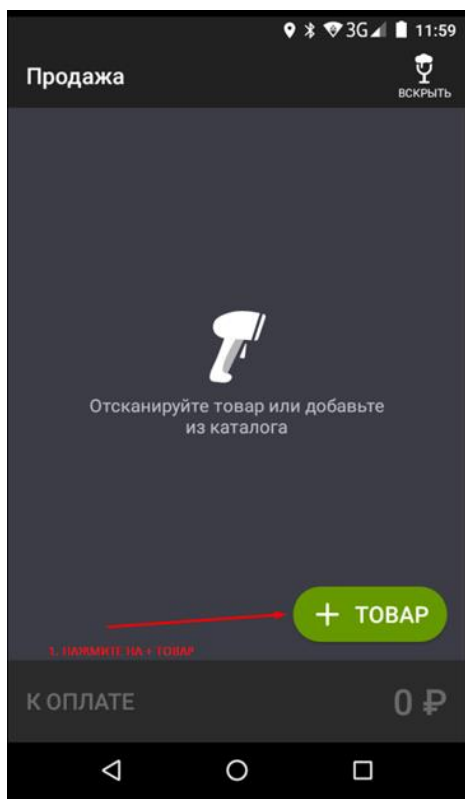 3G 11:59
Продажа
ВСКРЫТЬ
Отсканируйте товар или добавьте
из каталога
+ ТОВАР
1. НАЖМИТЕ НА + ТОВАР
К ОПЛАТЕ 0 ₽